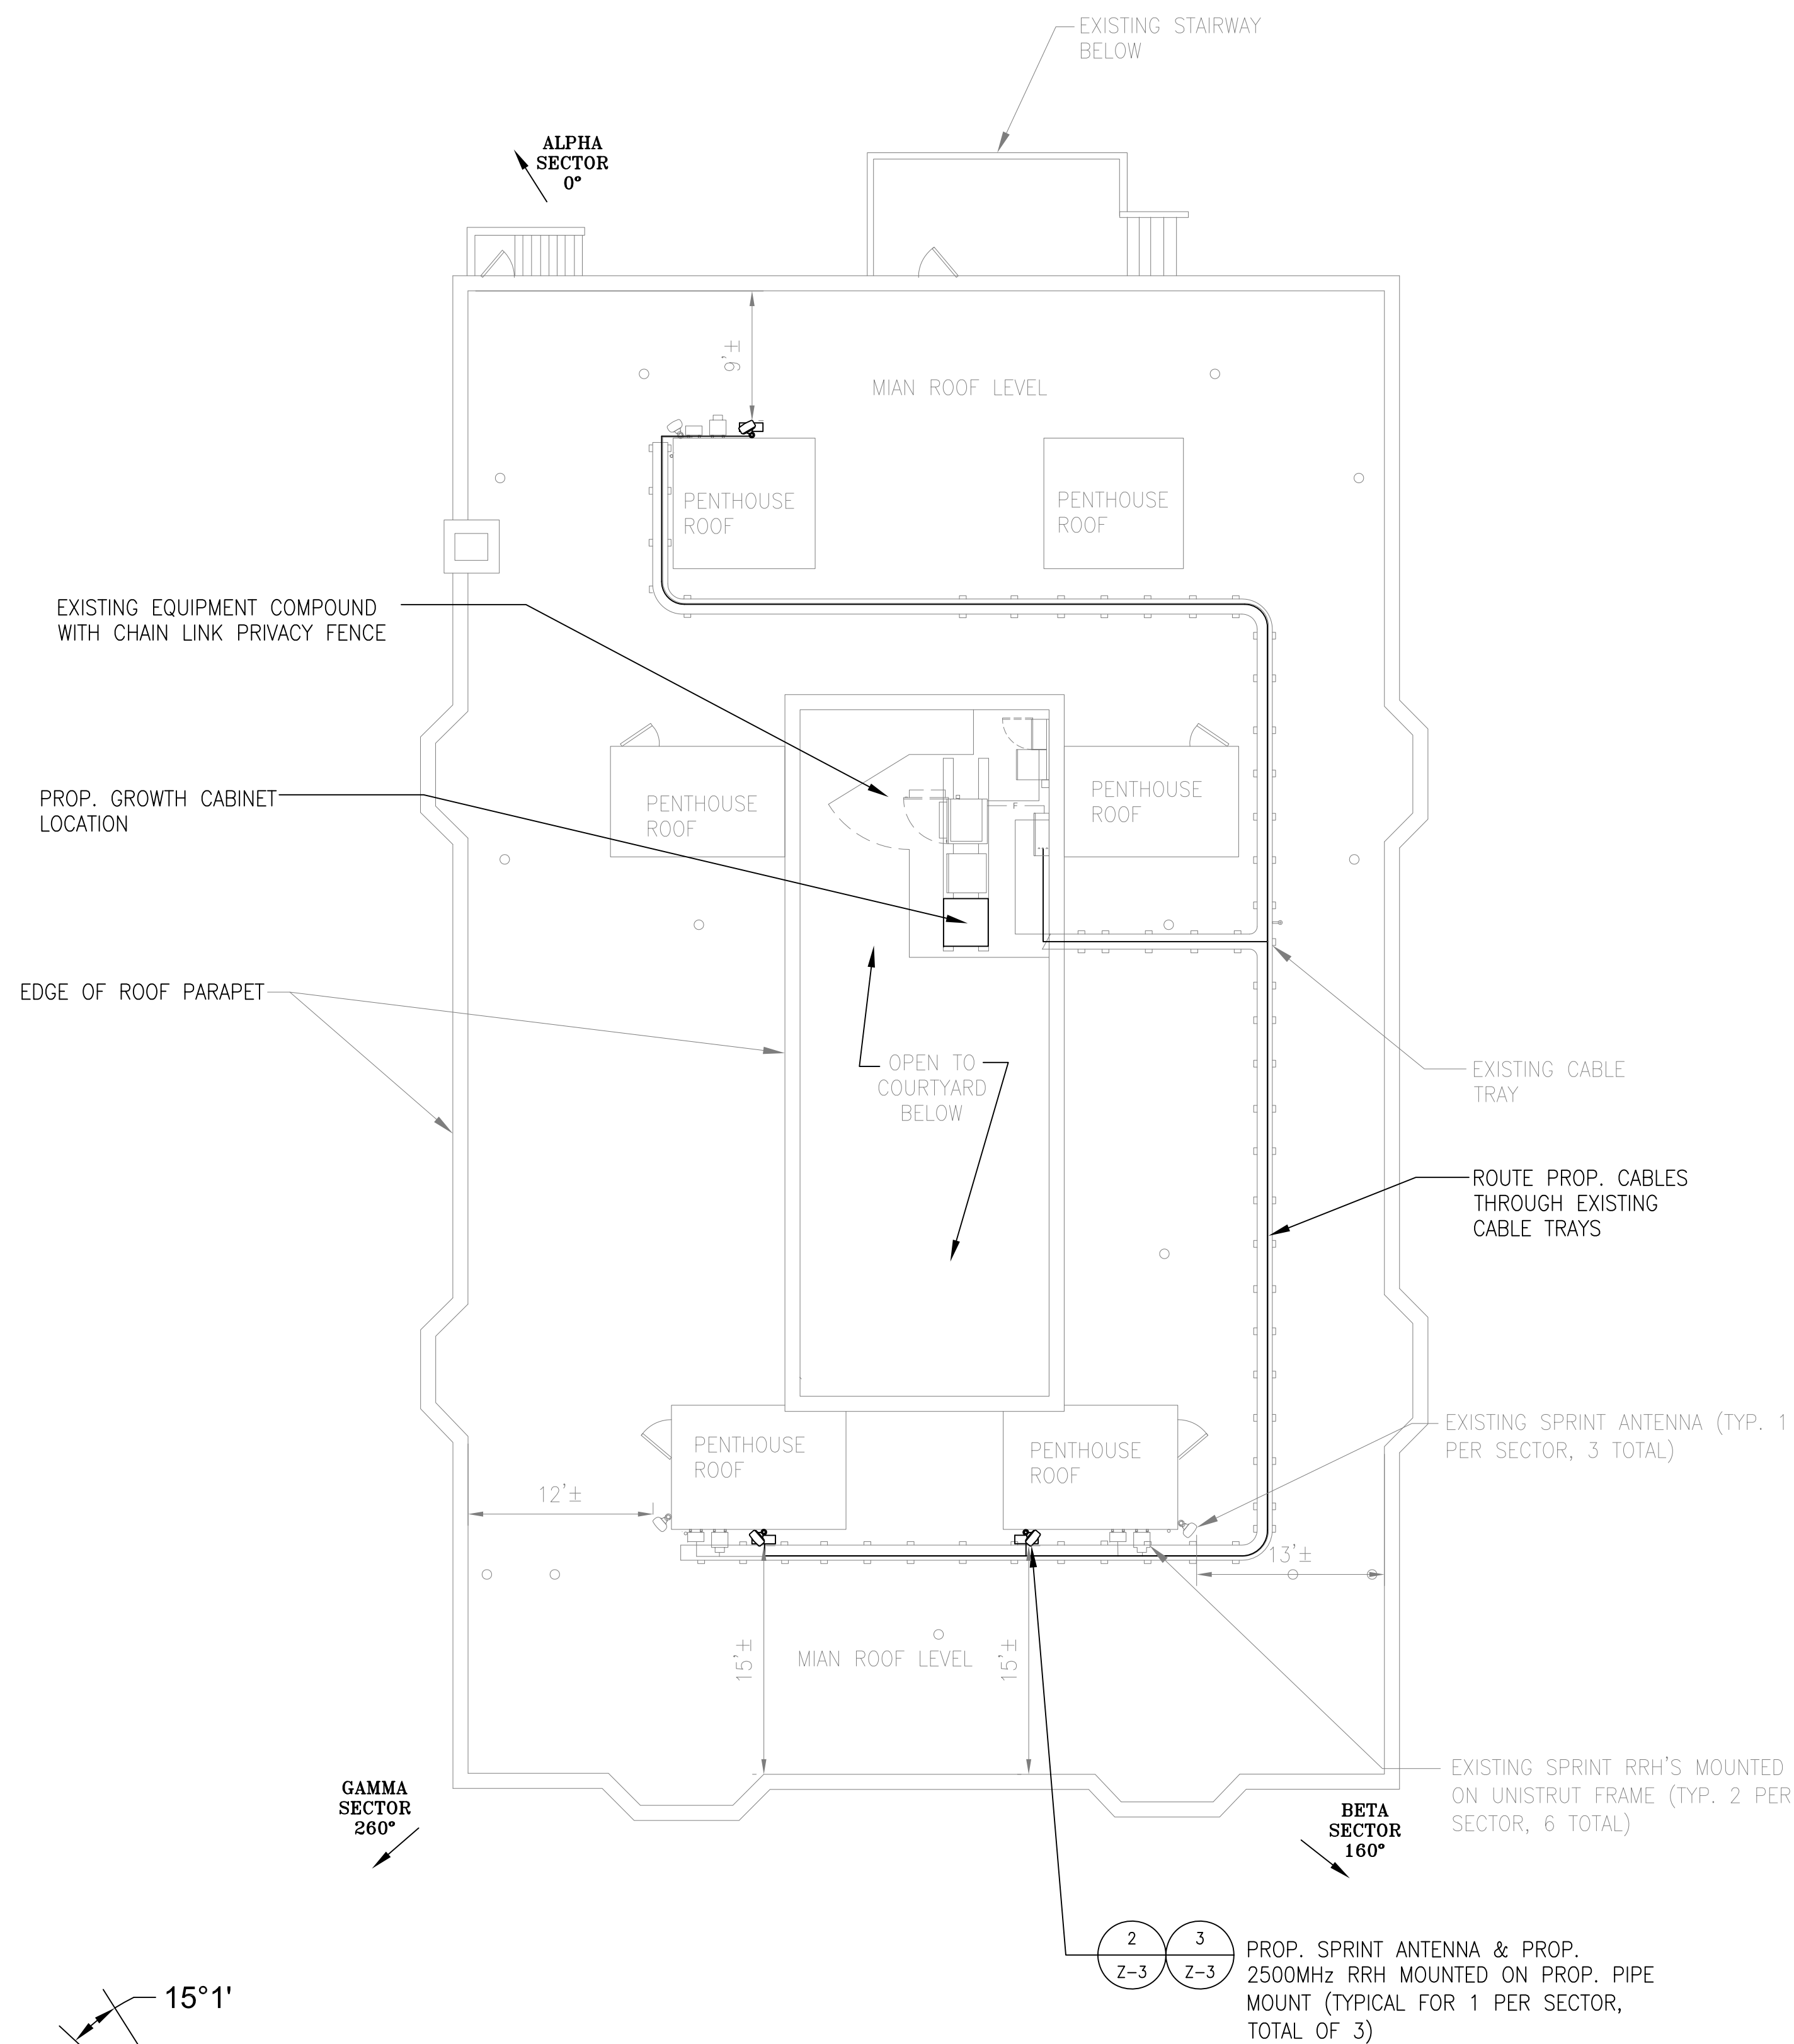 EXISTING STAIRWAY
BELOW
ALPHA
SECTOR
0°
9'±
MIAN ROOF LEVEL
PENTHOUSE
ROOF
PENTHOUSE
ROOF
EXISTING EQUIPMENT COMPOUND
WITH CHAIN LINK PRIVACY FENCE
PROP. GROWTH CABINET
LOCATION
PENTHOUSE
ROOF
F
PENTHOUSE
ROOF
EDGE OF ROOF PARAPET
OPEN TO
COURTYARD
BELOW
EXISTING CABLE
TRAY
ROUTE PROP. CABLES
THROUGH EXISTING
CABLE TRAYS
EXISTING SPRINT ANTENNA (TYP. 1
PER SECTOR, 3 TOTAL)
PENTHOUSE
ROOF
PENTHOUSE
ROOF
12'±
13'±
15'±
MIAN ROOF LEVEL
15'±
EXISTING SPRINT RRH'S MOUNTED
ON UNISTRUT FRAME (TYP. 2 PER
SECTOR, 6 TOTAL)
GAMMA
SECTOR
260°
BETA
SECTOR
160°
2
Z-3
3
Z-3
PROP. SPRINT ANTENNA & PROP.
2500MHz RRH MOUNTED ON PROP. PIPE
MOUNT (TYPICAL FOR 1 PER SECTOR,
TOTAL OF 3)
15°1'